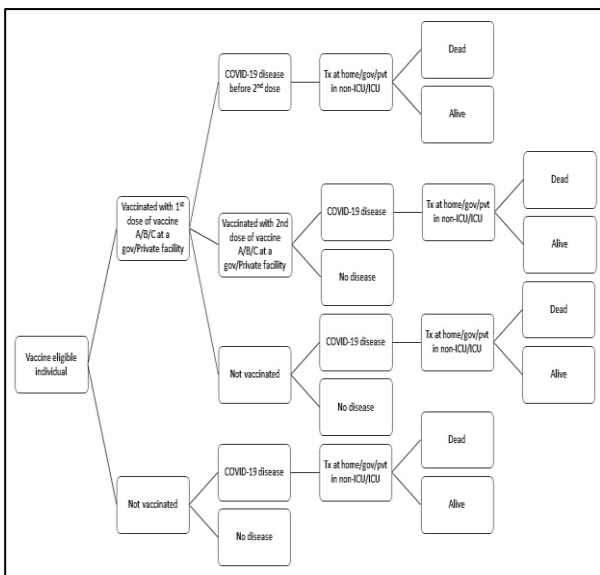 Dead
COVID-19 disease
before 2nd dose
Tx at home/gov/pvt
in non-ICU/ICU
Alive
Dead
Vaccinated with 1st
dose of vaccine
A/B/C at a
gov/Private facility
Vaccinated with 2nd
dose of vaccine
A/B/C at a
gov/Private facility
COVID-19 disease
Tx at home/gov/pvt
in non-ICU/ICU
Alive
No disease
Dead
Vaccine eligible
individual
Not vaccinated
COVID-19 disease
Tx at home/gov/pvt
in non-ICU/ICU
Alive
No disease
Dead
Not vaccinated
COVID-19 disease
Tx at home/gov/pvt
in non-ICU/ICU
Alive
No disease